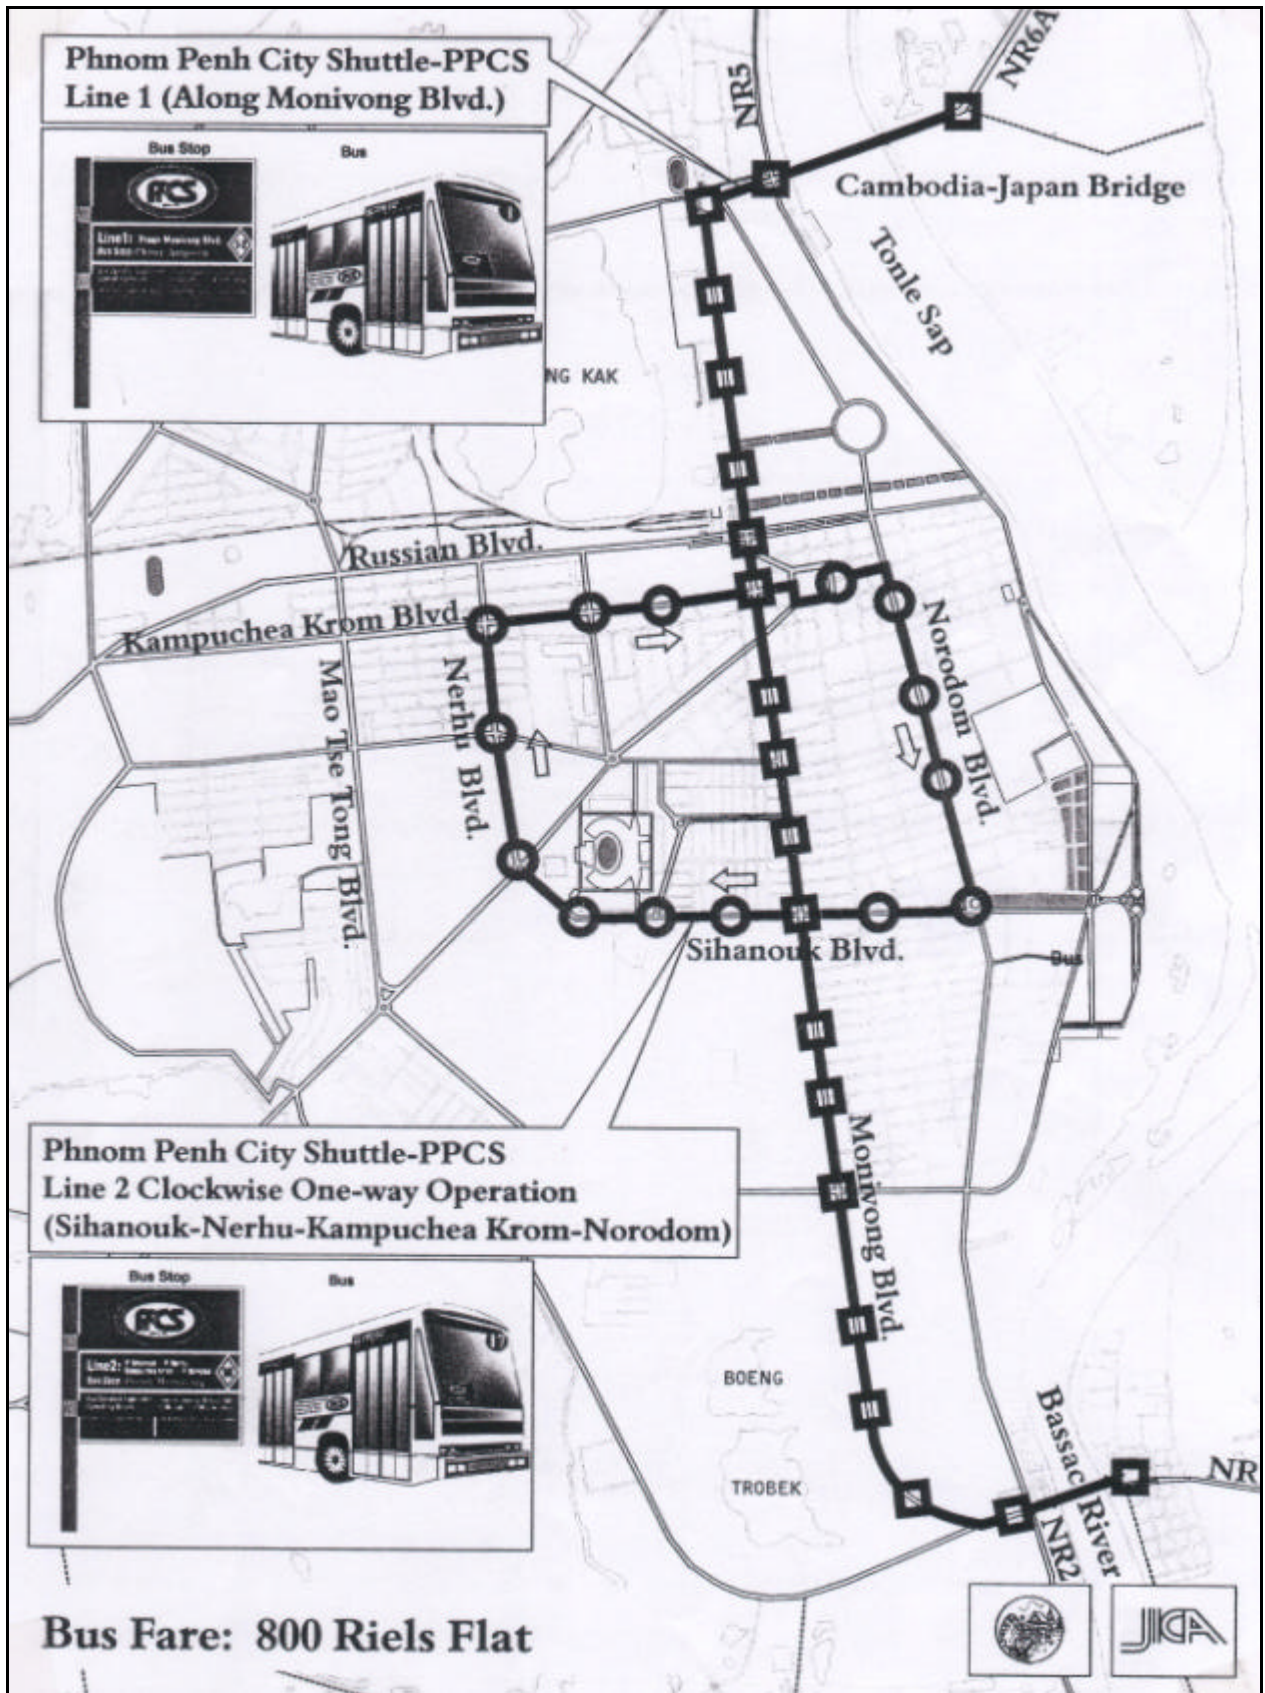 Phnom Penh City Shuttle-PPCS
Line 1 (Along Monivong Blvd.)
Bus Stop
Bus
PPCS
Line1:
NR5
NR6A
Cambodia-Japan Bridge
Tonle Sap
NG KAK
Russian Blvd.
Kampuchea Krom Blvd.
Mao Tse Tong Blvd.
Nerhu Blvd.
Norodom Blvd.
Sihanouk Blvd.
Bus
Phnom Penh City Shuttle-PPCS
Line 2 Clockwise One-way Operation
(Sihanouk-Nerhu-Kampuchea Krom-Norodom)
Monivong Blvd.
Bus Stop
Bus
PPCS
Line2:
BOENG
TROBEK
Bassac River
NR
NR2
Bus Fare: 800 Riels Flat
JICA